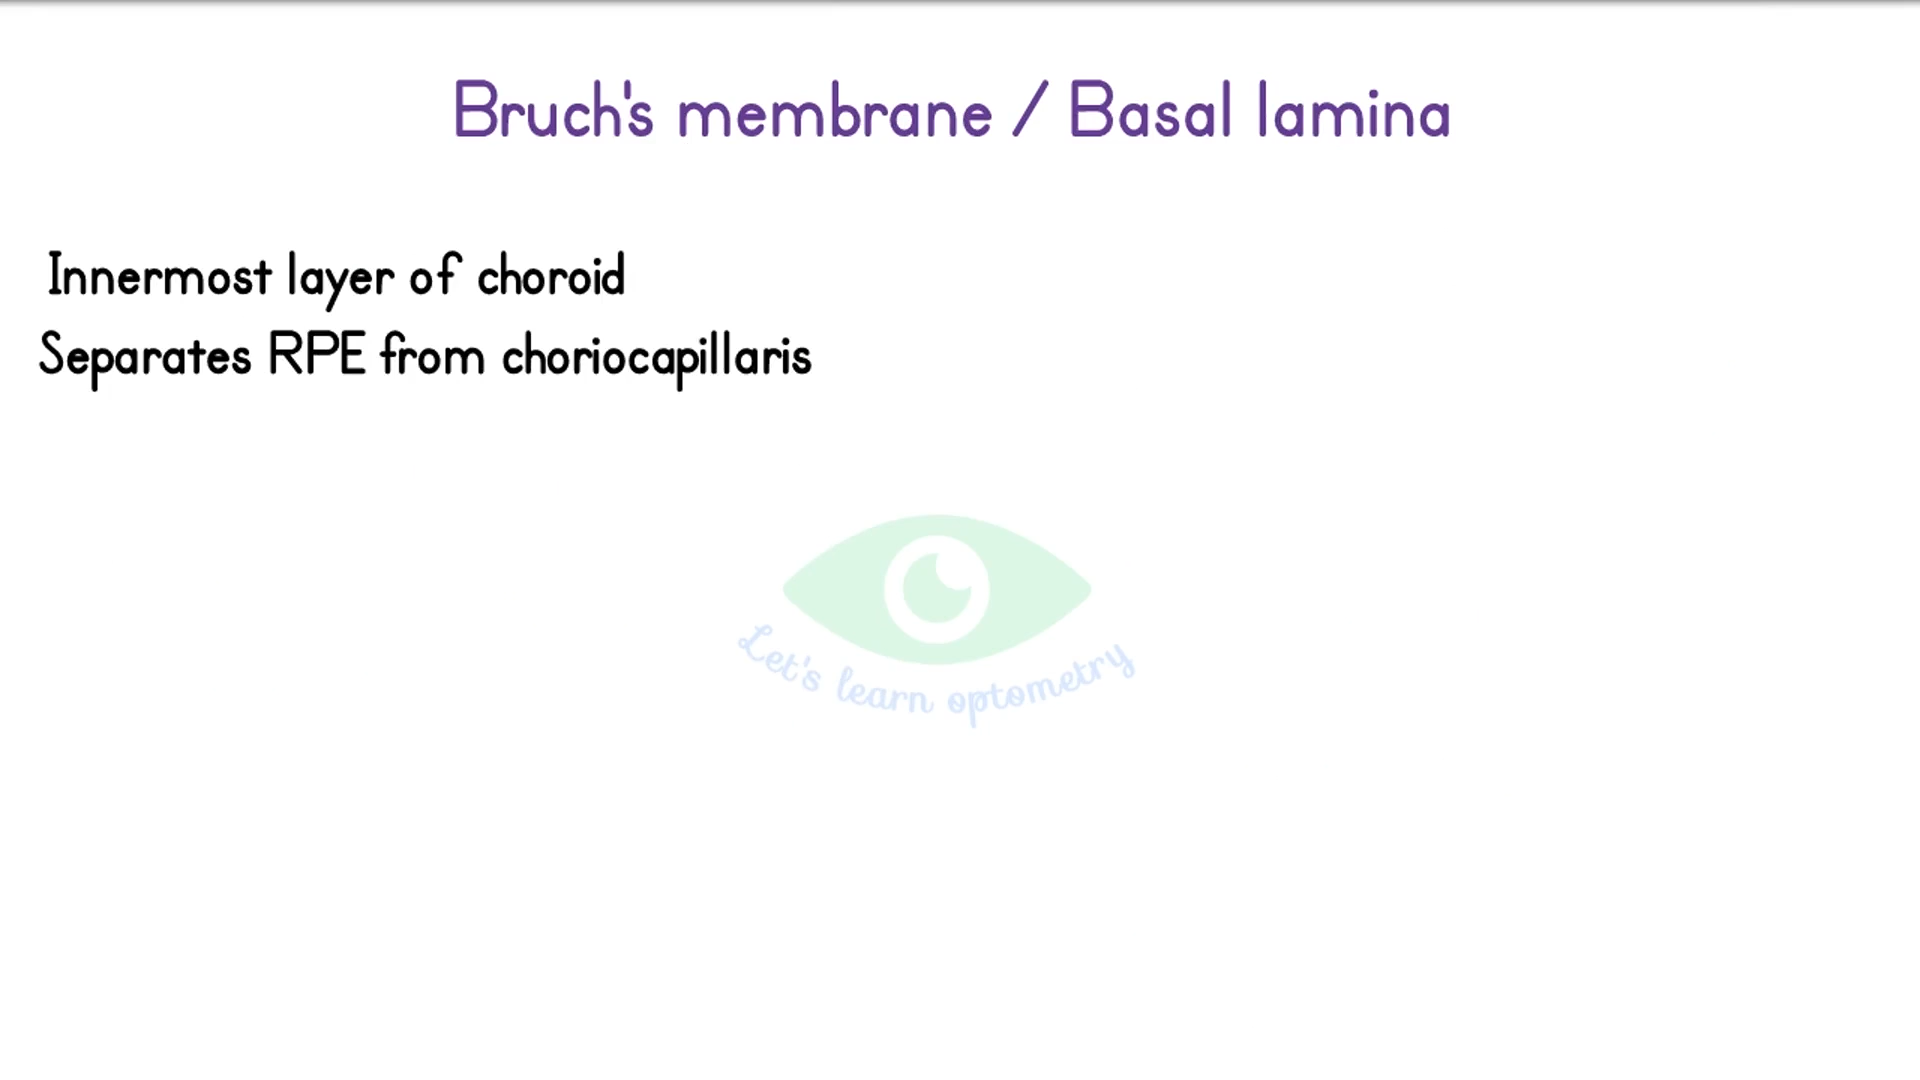 Bruch's membrane / Basal lamina
Innermost layer of choroid
Separates RPE from choriocapillaris
Let's learn optometry